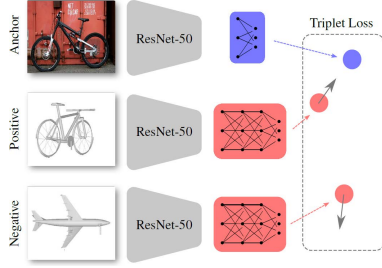 Anchor
ResNet-50
Triplet Loss
Positive
ResNet-50
Negative
ResNet-50